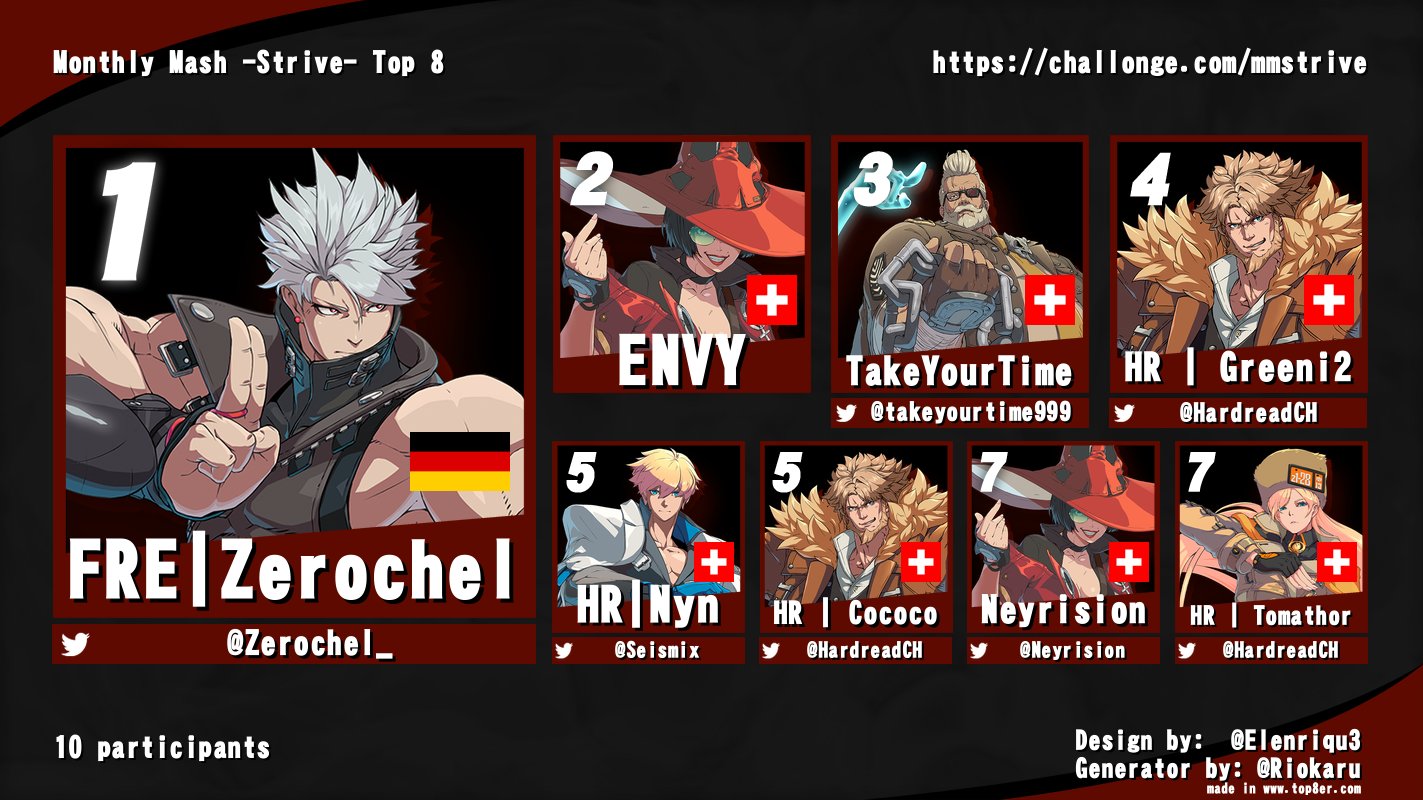 Monthly Mash -Strive- Top 8
https://challonge.com/mmstrive
1
FRE|Zerochel
@Zerochel_
2
ENVY
3
TakeYourTime
@takeyourtime999
4
HR | Greeni2
@HardreadCH
5
HR|Nyn
@Seismix
5
HR | Cococo
@HardreadCH
7
Neyrision
@Neyrision
7
HR | Tomathor
@HardreadCH
10 participants
Design by: @Elenriqu3
Generator by: @Riokaru
made in www.top8er.com